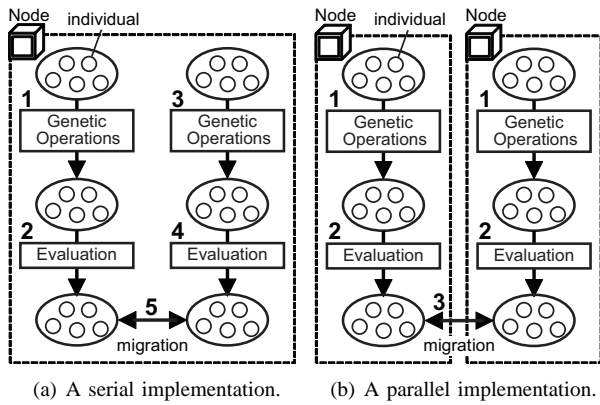 Node
individual
1
Genetic
Operations
2
Evaluation
3
Genetic
Operations
4
Evaluation
5
migration
(a) A serial implementation.
Node
individual
1
Genetic
Operations
2
Evaluation
Node
1
Genetic
Operations
2
Evaluation
3
migration
(b) A parallel implementation.